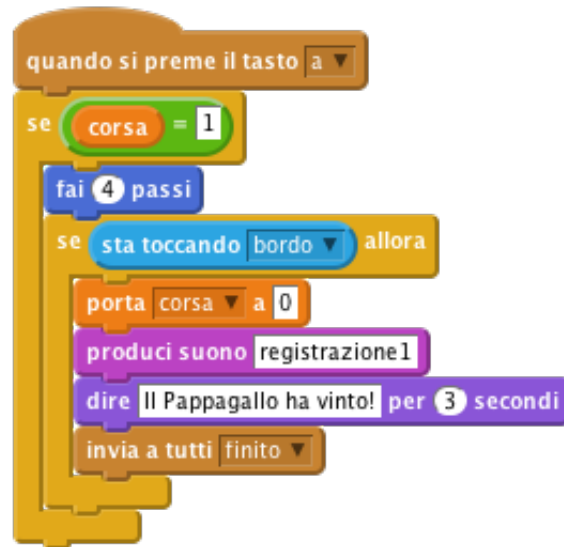 quando si preme il tasto a
se corsa = 1
fai 4 passi
se sta toccando bordo allora
porta corsa a 0
produci suono registrazione1
dire Il Pappagallo ha vinto! per 3 secondi
invia a tutti finito